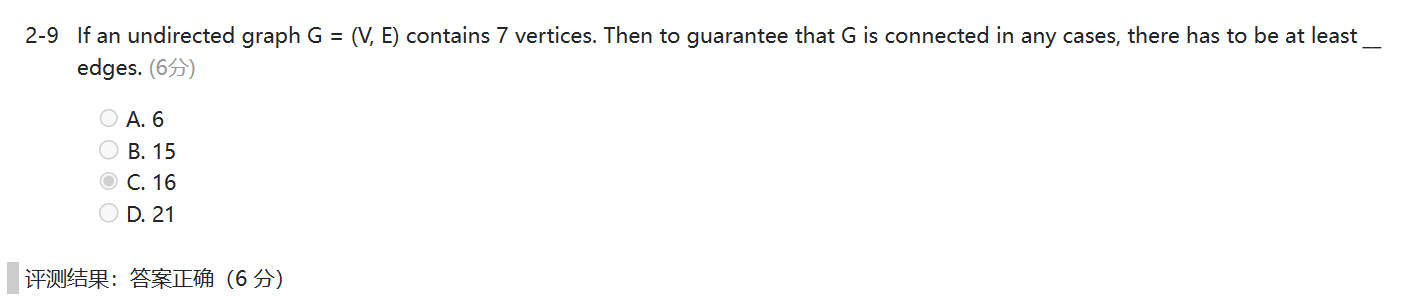 2-9 If an undirected graph G = (V, E) contains 7 vertices. Then to guarantee that G is connected in any cases, there has to be at least __
edges. (6分)
A. 6
B. 15
C. 16
D. 21
评测结果：答案正确（6 分）